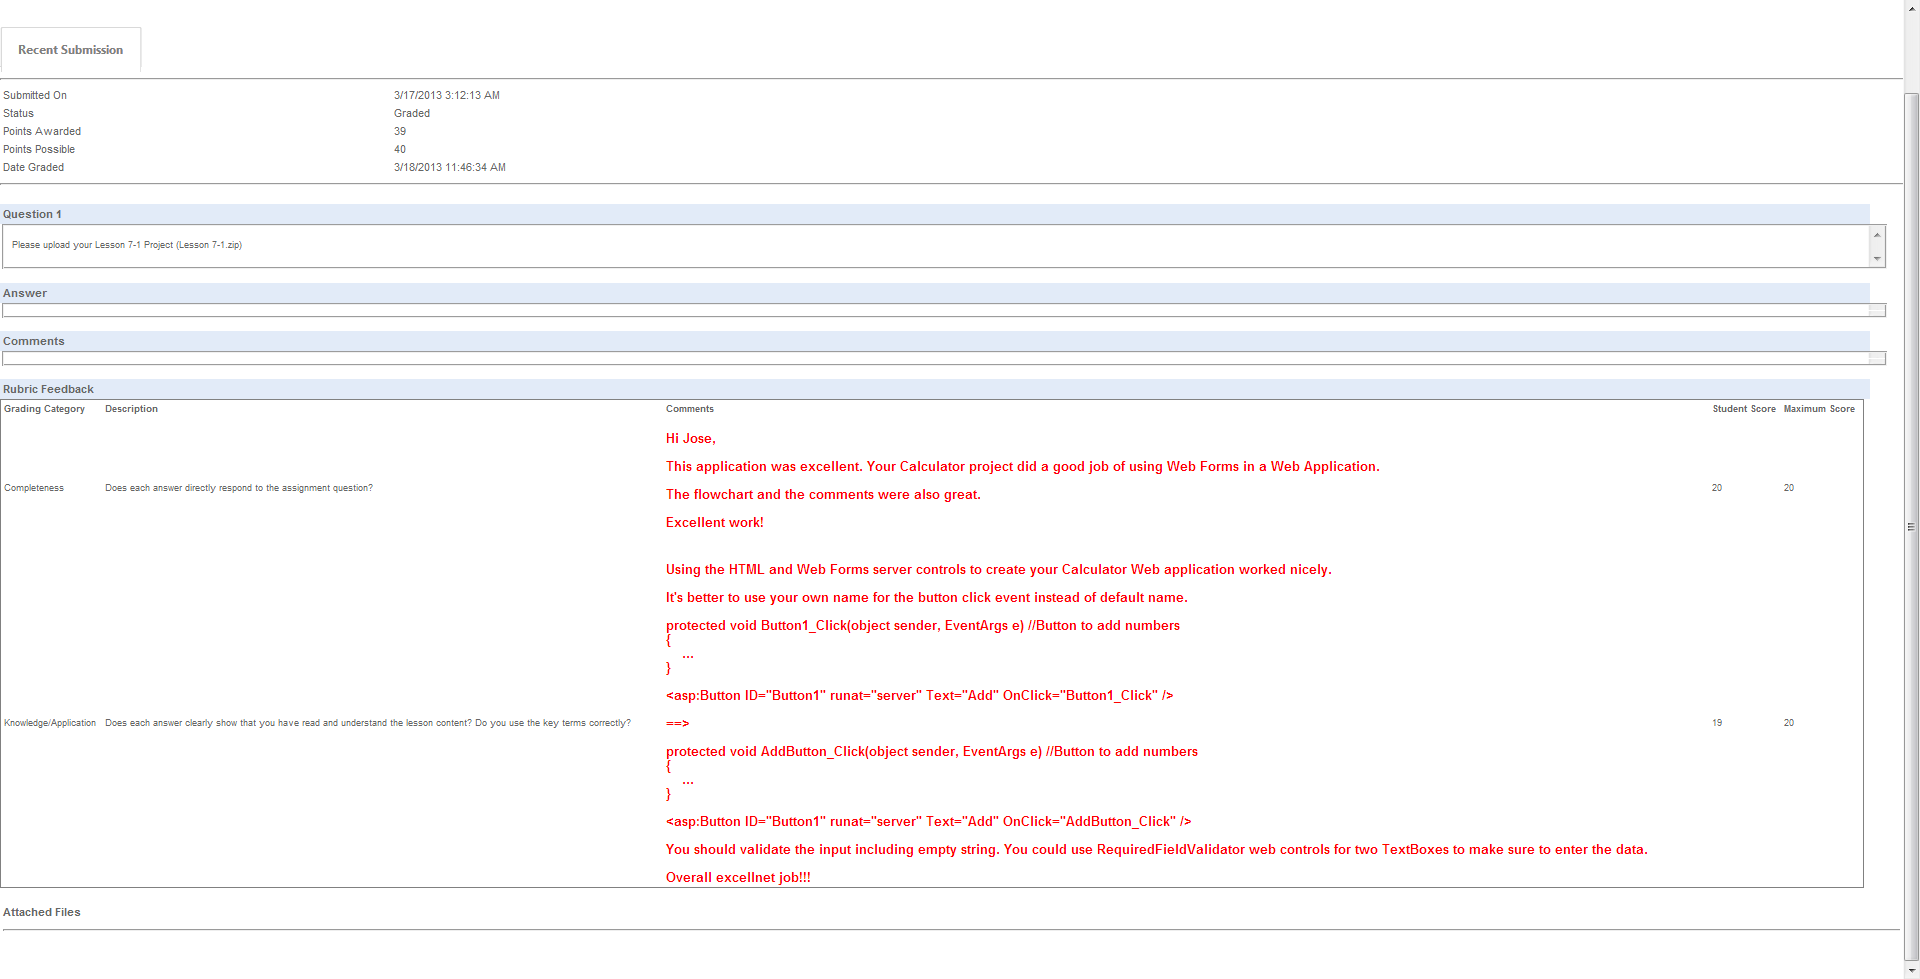 Recent Submission
Submitted On 3/17/2013 3:12:13 AM
Status Graded
Points Awarded 39
Points Possible 40
Date Graded 3/18/2013 11:46:34 AM
Question 1
Please upload your Lesson 7-1 Project (Lesson 7-1.zip)
Answer
Comments
Rubric Feedback
Grading Category Description Comments Student Score Maximum Score
Hi Jose,
This application was excellent. Your Calculator project did a good job of using Web Forms in a Web Application.
Completeness Does each answer directly respond to the assignment question? 20 20
The flowchart and the comments were also great.
Excellent work!
Using the HTML and Web Forms server controls to create your Calculator Web application worked nicely.
It's better to use your own name for the button click event instead of default name.
protected void Button1_Click(object sender, EventArgs e) //Button to add numbers
{
...
}
<asp:Button ID="Button1" runat="server" Text="Add" OnClick="Button1_Click" />
Knowledge/Application Does each answer clearly show that you have read and understand the lesson content? Do you use the key terms correctly? ==> 19 20
protected void AddButton_Click(object sender, EventArgs e) //Button to add numbers
{
...
}
<asp:Button ID="Button1" runat="server" Text="Add" OnClick="AddButton_Click" />
You should validate the input including empty string. You could use RequiredFieldValidator web controls for two TextBoxes to make sure to enter the data.
Overall excellnet job!!!
Attached Files